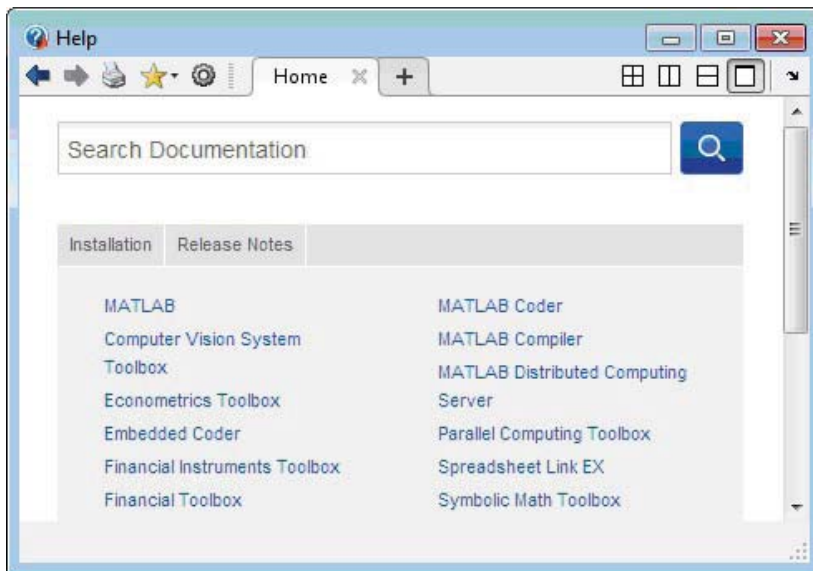 Help
Home
Search Documentation
Installation Release Notes
MATLAB
Computer Vision System
Toolbox
Econometrics Toolbox
Embedded Coder
Financial Instruments Toolbox
Financial Toolbox
MATLAB Coder
MATLAB Compiler
MATLAB Distributed Computing
Server
Parallel Computing Toolbox
Spreadsheet Link EX
Symbolic Math Toolbox